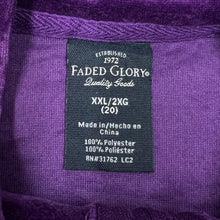 ESTABLISHED
1972
FADED GLORY®
Quality Goods
XXL/2XG
(20)
Made in/Hecho en
China
100% Polyester
100% Poliéster
RN#31762 LC2